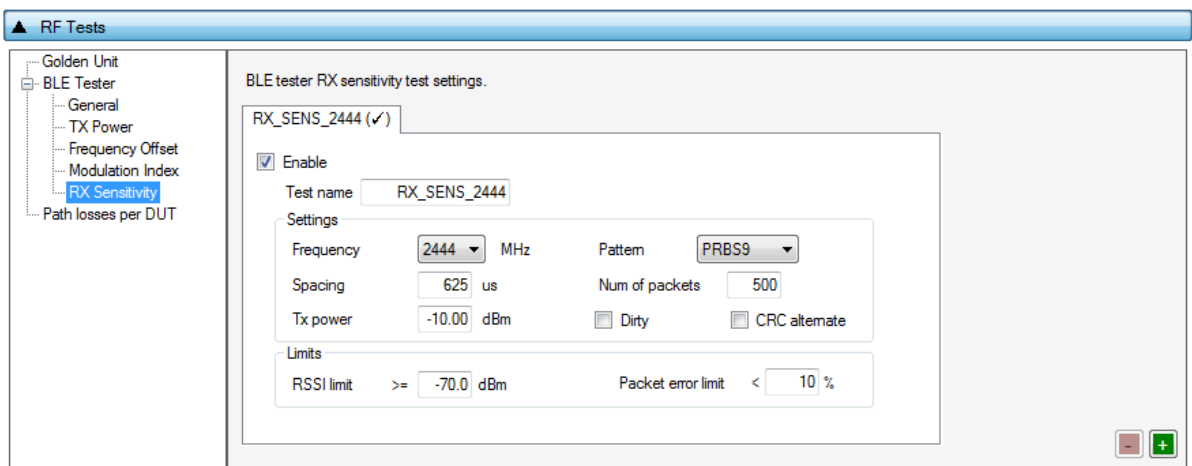 ▲ RF Tests
Golden Unit
BLE Tester
General
TX Power
Frequency Offset
Modulation Index
RX Sensitivity
Path losses per DUT
BLE tester RX sensitivity test settings.
RX_SENS_2444 (✓)
Enable
Test name RX_SENS_2444
Settings
Frequency 2444 MHz Pattern PRBS9
Spacing 625 us Num of packets 500
Tx power -10.00 dBm Dirty CRC alternate
Limits
RSSI limit >= -70.0 dBm Packet error limit < 10 %
- +